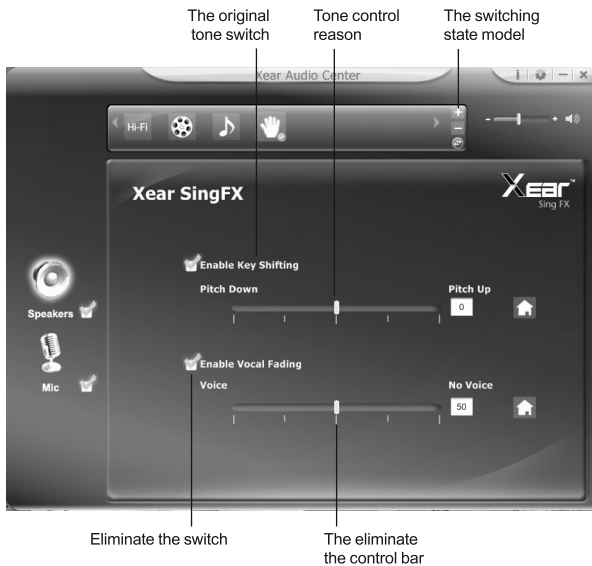 The original
tone switch
Tone control
reason
The switching
state model
Xear Audio Center
i
Hi-Fi
Xear SingFX
Xear™
Sing FX
Enable Key Shifting
Pitch Down
Pitch Up
0
Speakers
Enable Vocal Fading
Mic
Voice
No Voice
50
Eliminate the switch
The eliminate
the control bar